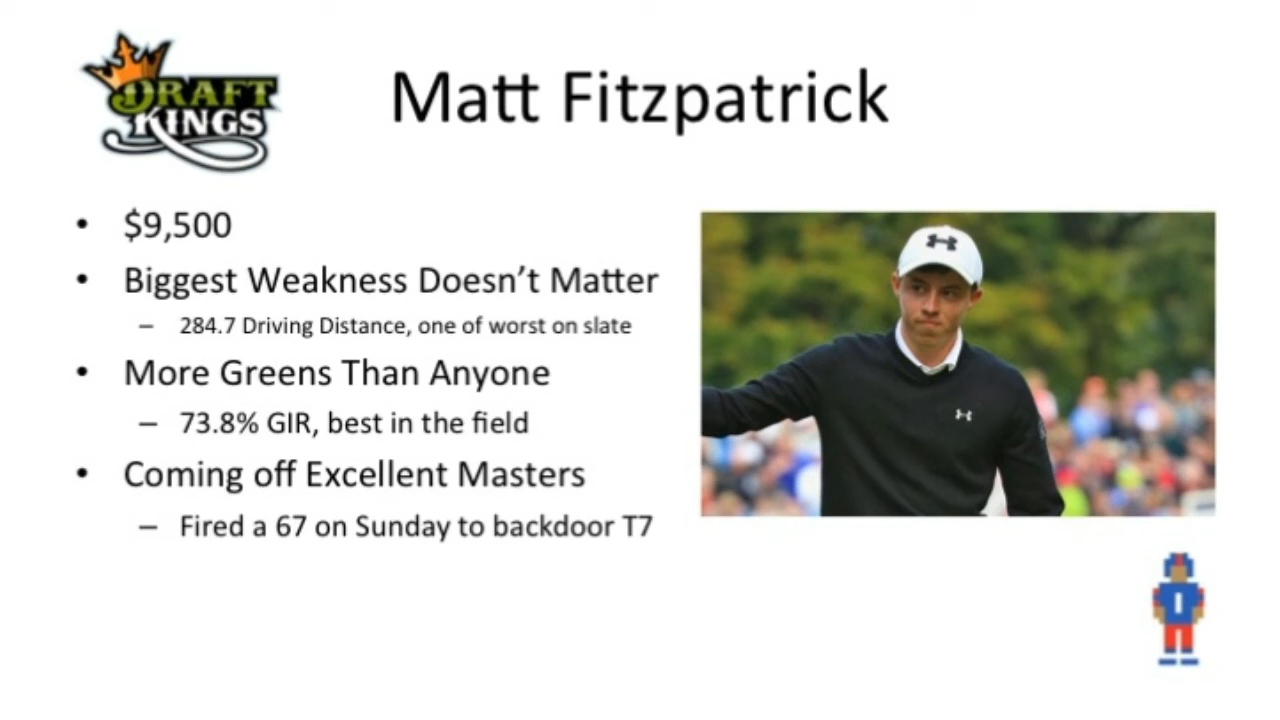 DRAFT
KINGS
Matt Fitzpatrick
• $9,500
• Biggest Weakness Doesn’t Matter
– 284.7 Driving Distance, one of worst on slate
• More Greens Than Anyone
– 73.8% GIR, best in the field
• Coming off Excellent Masters
– Fired a 67 on Sunday to backdoor T7